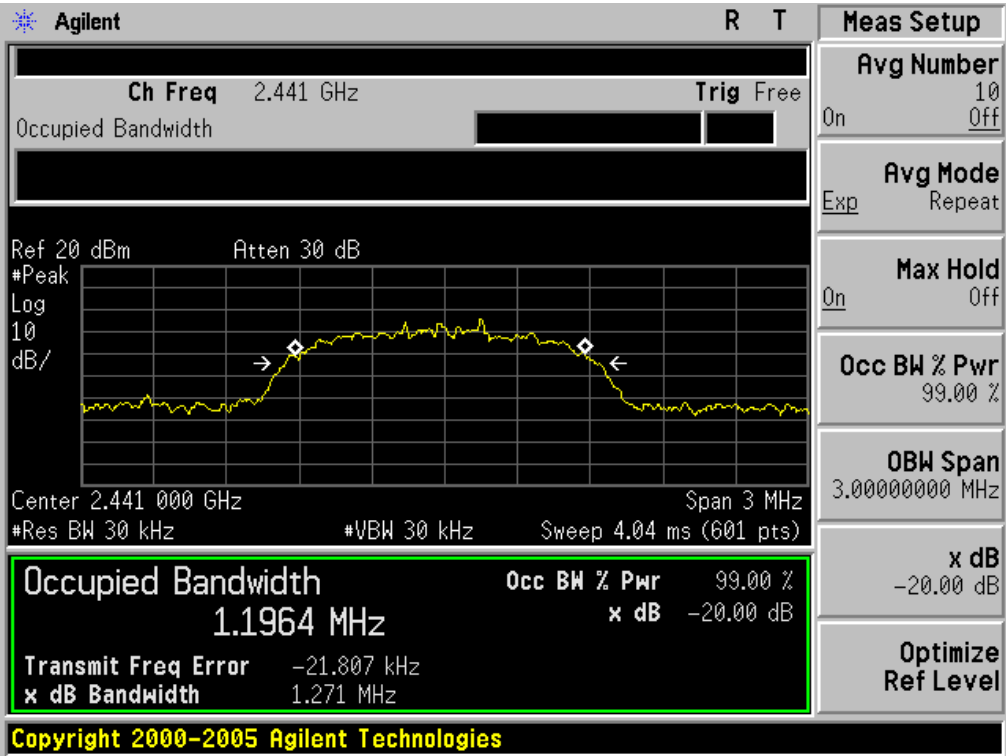 Agilent R T
Ch Freq 2.441 GHz Trig Free
Occupied Bandwidth
Ref 20 dBm Atten 30 dB
#Peak
Log
10
dB/
Center 2.441 000 GHz Span 3 MHz
#Res BW 30 kHz #VBW 30 kHz Sweep 4.04 ms (601 pts)
Occupied Bandwidth Occ BW % Pwr 99.00 %
1.1964 MHz x dB -20.00 dB
Transmit Freq Error -21.807 kHz
x dB Bandwidth 1.271 MHz
Copyright 2000-2005 Agilent Technologies
Meas Setup
Avg Number
10
On Off
Avg Mode
Exp Repeat
Max Hold
On Off
Occ BW % Pwr
99.00 %
OBW Span
3.00000000 MHz
x dB
-20.00 dB
Optimize
Ref Level